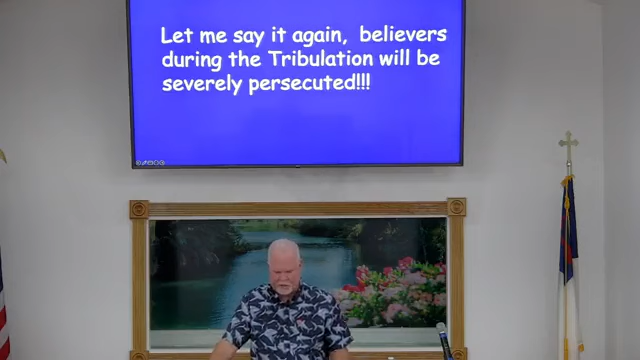 Let me say it again,  believers
during the Tribulation will be
severely persecuted!!!